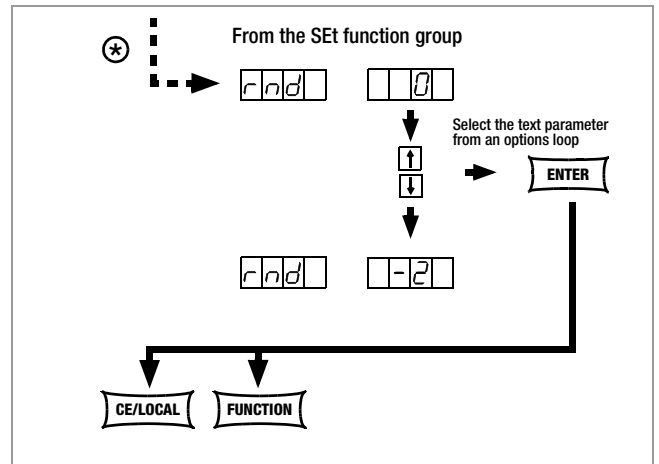 From the SEt function group
rnd 0
Select the text parameter
from an options loop
ENTER
rnd -2
CE/LOCAL FUNCTION